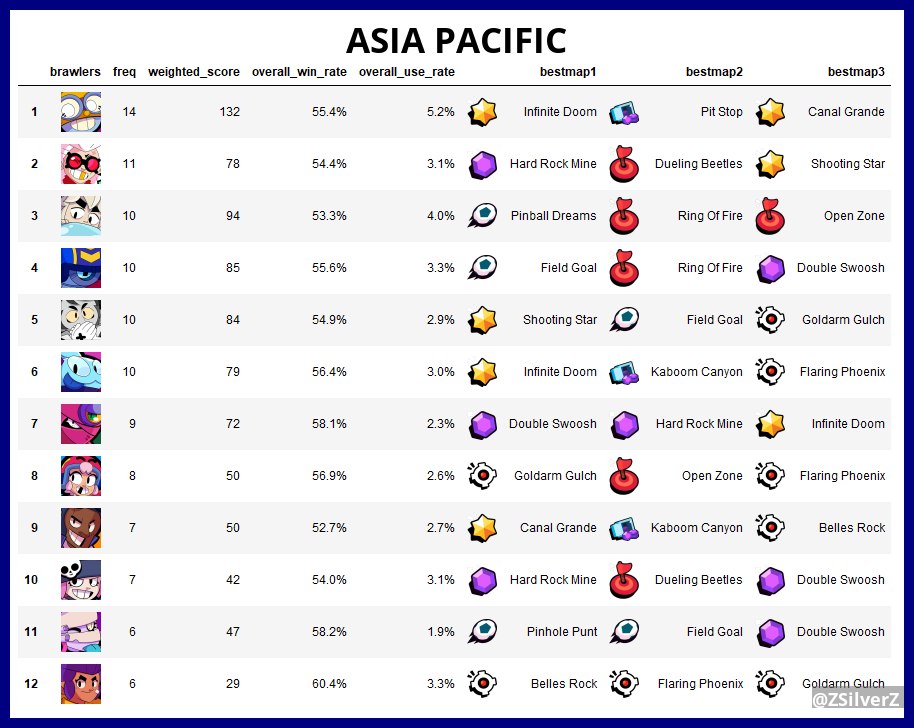 ASIA PACIFIC
brawlers freq weighted_score overall_win_rate overall_use_rate bestmap1 bestmap2 bestmap3
1 14 132 55.4% 5.2% Infinite Doom Pit Stop Canal Grande
2 11 78 54.4% 3.1% Hard Rock Mine Dueling Beetles Shooting Star
3 10 94 53.3% 4.0% Pinball Dreams Ring Of Fire Open Zone
4 10 85 55.6% 3.3% Field Goal Ring Of Fire Double Swoosh
5 10 84 54.9% 2.9% Shooting Star Field Goal Goldarm Gulch
6 10 79 56.4% 3.0% Infinite Doom Kaboom Canyon Flaring Phoenix
7 9 72 58.1% 2.3% Double Swoosh Hard Rock Mine Infinite Doom
8 8 50 56.9% 2.6% Goldarm Gulch Open Zone Flaring Phoenix
9 7 50 52.7% 2.7% Canal Grande Kaboom Canyon Belles Rock
10 7 42 54.0% 3.1% Hard Rock Mine Dueling Beetles Double Swoosh
11 6 47 58.2% 1.9% Pinhole Punt Field Goal Double Swoosh
12 6 29 60.4% 3.3% Belles Rock Flaring Phoenix Goldarm Gulch
@ZSilverZ